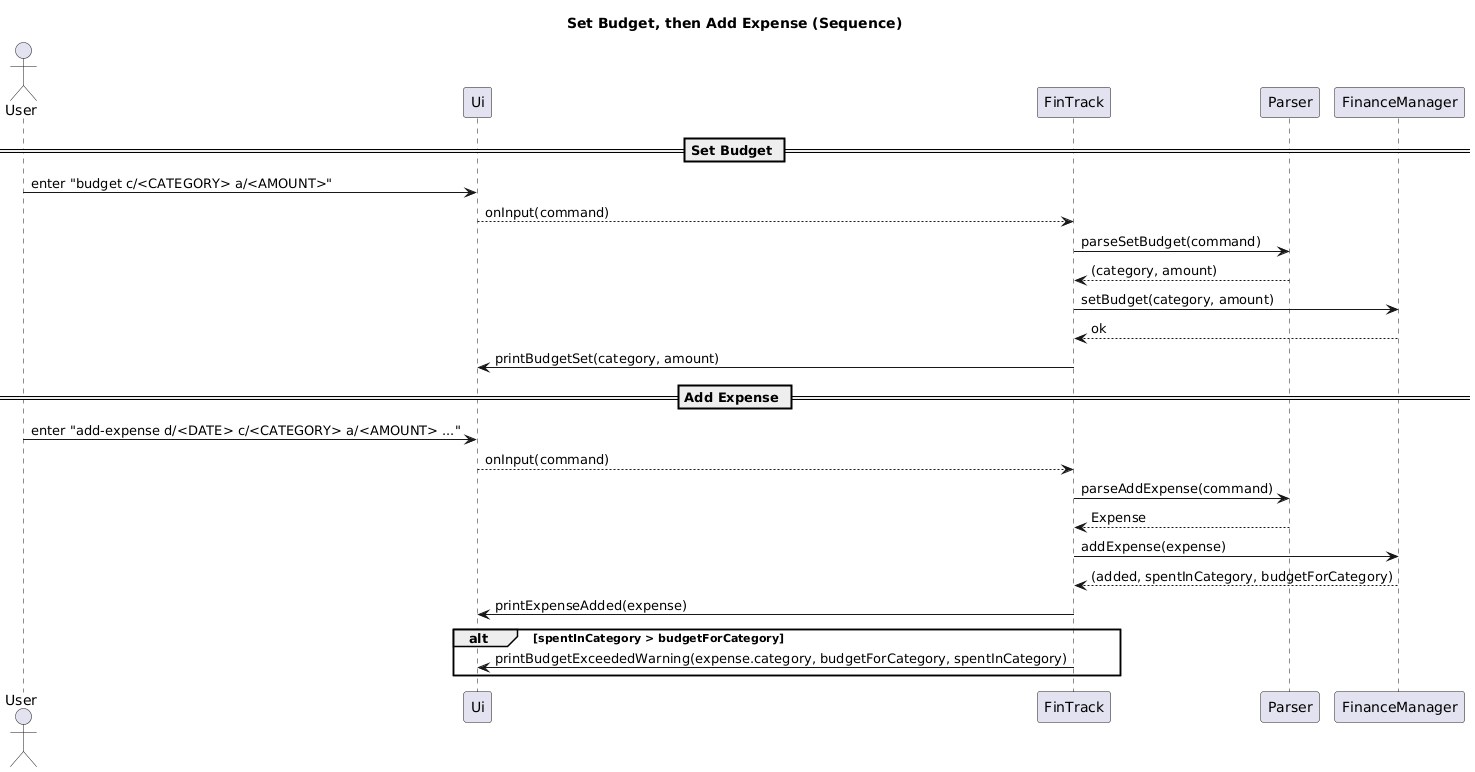 Set Budget, then Add Expense (Sequence)
User
Ui
FinTrack
Parser
FinanceManager
Set Budget
enter "budget c/<CATEGORY> a/<AMOUNT>"
onInput(command)
parseSetBudget(command)
(category, amount)
setBudget(category, amount)
ok
printBudgetSet(category, amount)
Add Expense
enter "add-expense d/<DATE> c/<CATEGORY> a/<AMOUNT> ..."
onInput(command)
parseAddExpense(command)
Expense
addExpense(expense)
(added, spentInCategory, budgetForCategory)
printExpenseAdded(expense)
alt
[spentInCategory > budgetForCategory]
printBudgetExceededWarning(expense.category, budgetForCategory, spentInCategory)
User
Ui
FinTrack
Parser
FinanceManager